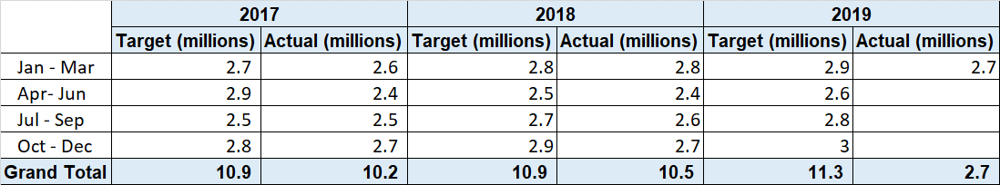 2017 2018 2019
Target (millions) Actual (millions) Target (millions) Actual (millions) Target (millions) Actual (millions)
Jan - Mar 2.7 2.6 2.8 2.8 2.9 2.7
Apr- Jun 2.9 2.4 2.5 2.4 2.6
Jul - Sep 2.5 2.5 2.7 2.6 2.8
Oct - Dec 2.8 2.7 2.9 2.7 3
Grand Total 10.9 10.2 10.9 10.5 11.3 2.7